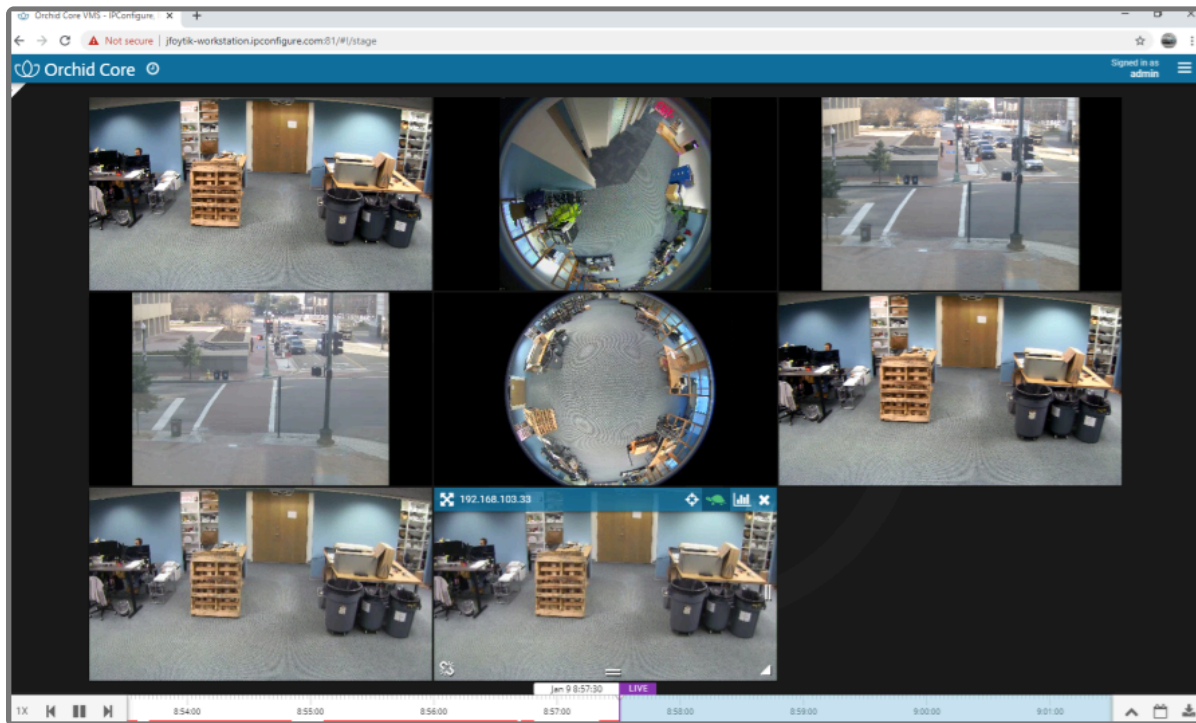 Orchid Core VMS - IPConfigure, 
Not secure | jfoytik-workstation.ipconfigure.com:81/#!/stage
Orchid Core
Signed in as
admin
192.168.103.33
Jan 9 8:57:30 LIVE
1X 8:54:00 8:55:00 8:56:00 8:57:00 8:58:00 8:59:00 9:00:00 9:01:00